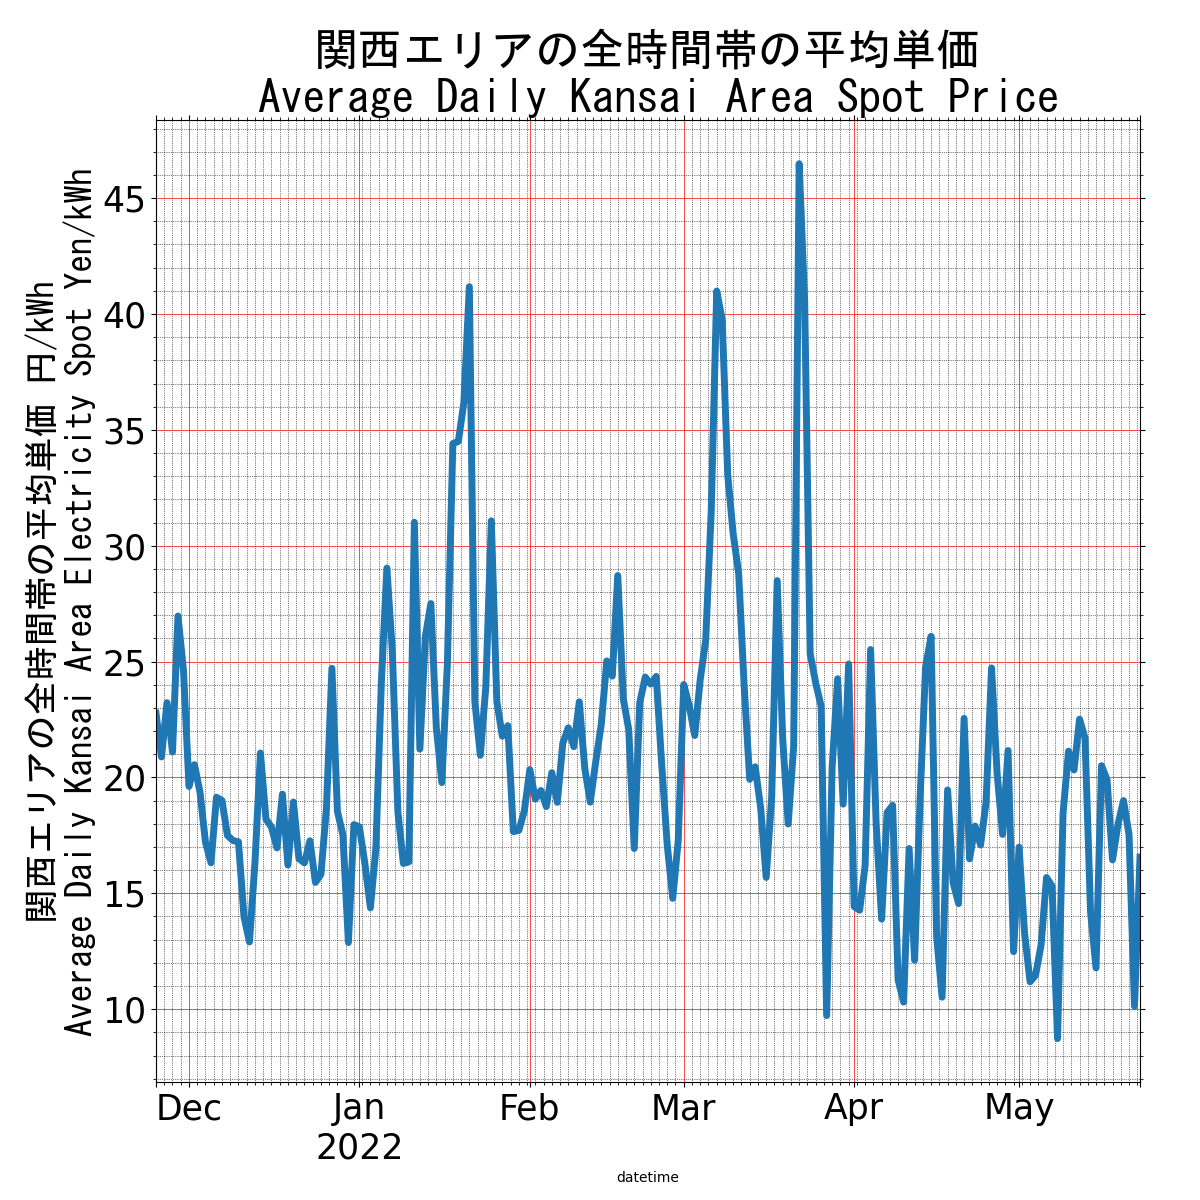 関西エリアの全時間帯の平均単価
Average Daily Kansai Area Spot Price
関西エリアの全時間帯の平均単価 円/kWh
Average Daily Kansai Area Electricity Spot Yen/kWh
45
40
35
30
25
20
15
10
Dec
Jan
Feb
Mar
Apr
May
2022
datetime